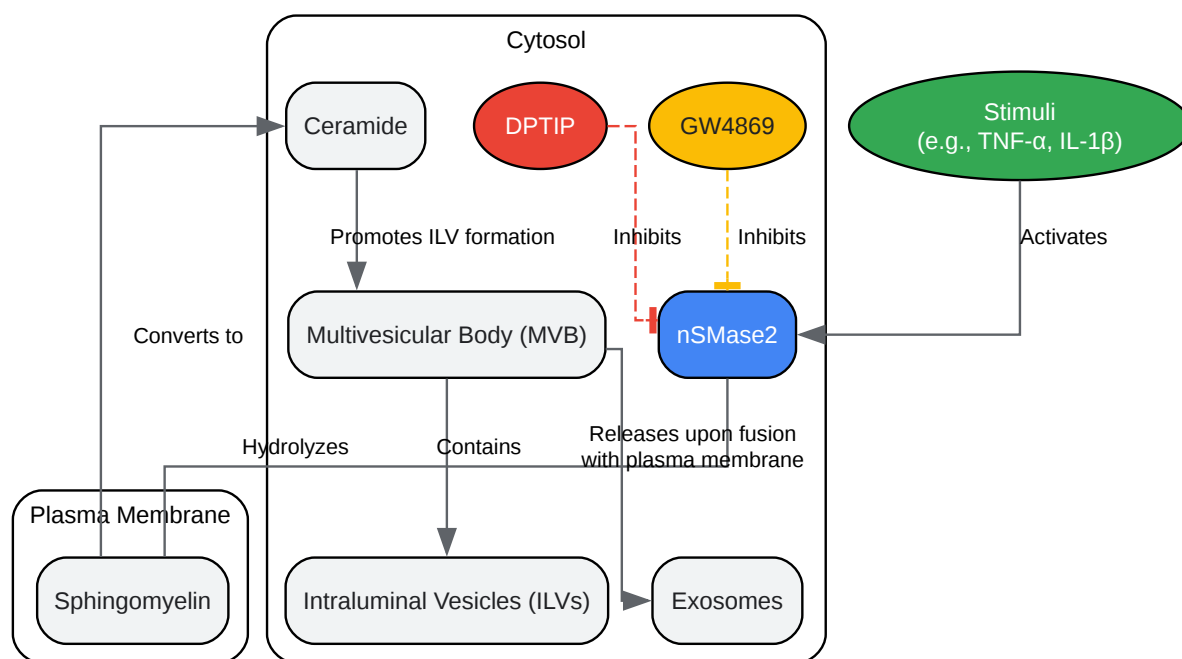 Cytosol
Ceramide
DPTIP
GW4869
Stimuli
(e.g., TNF-α, IL-1β)
Promotes ILV formation
Inhibits
Inhibits
Activates
Converts to
Multivesicular Body (MVB)
nSMase2
Hydrolyzes
Contains
Releases upon fusion
with plasma membrane
Plasma Membrane
Sphingomyelin
Intraluminal Vesicles (ILVs)
Exosomes